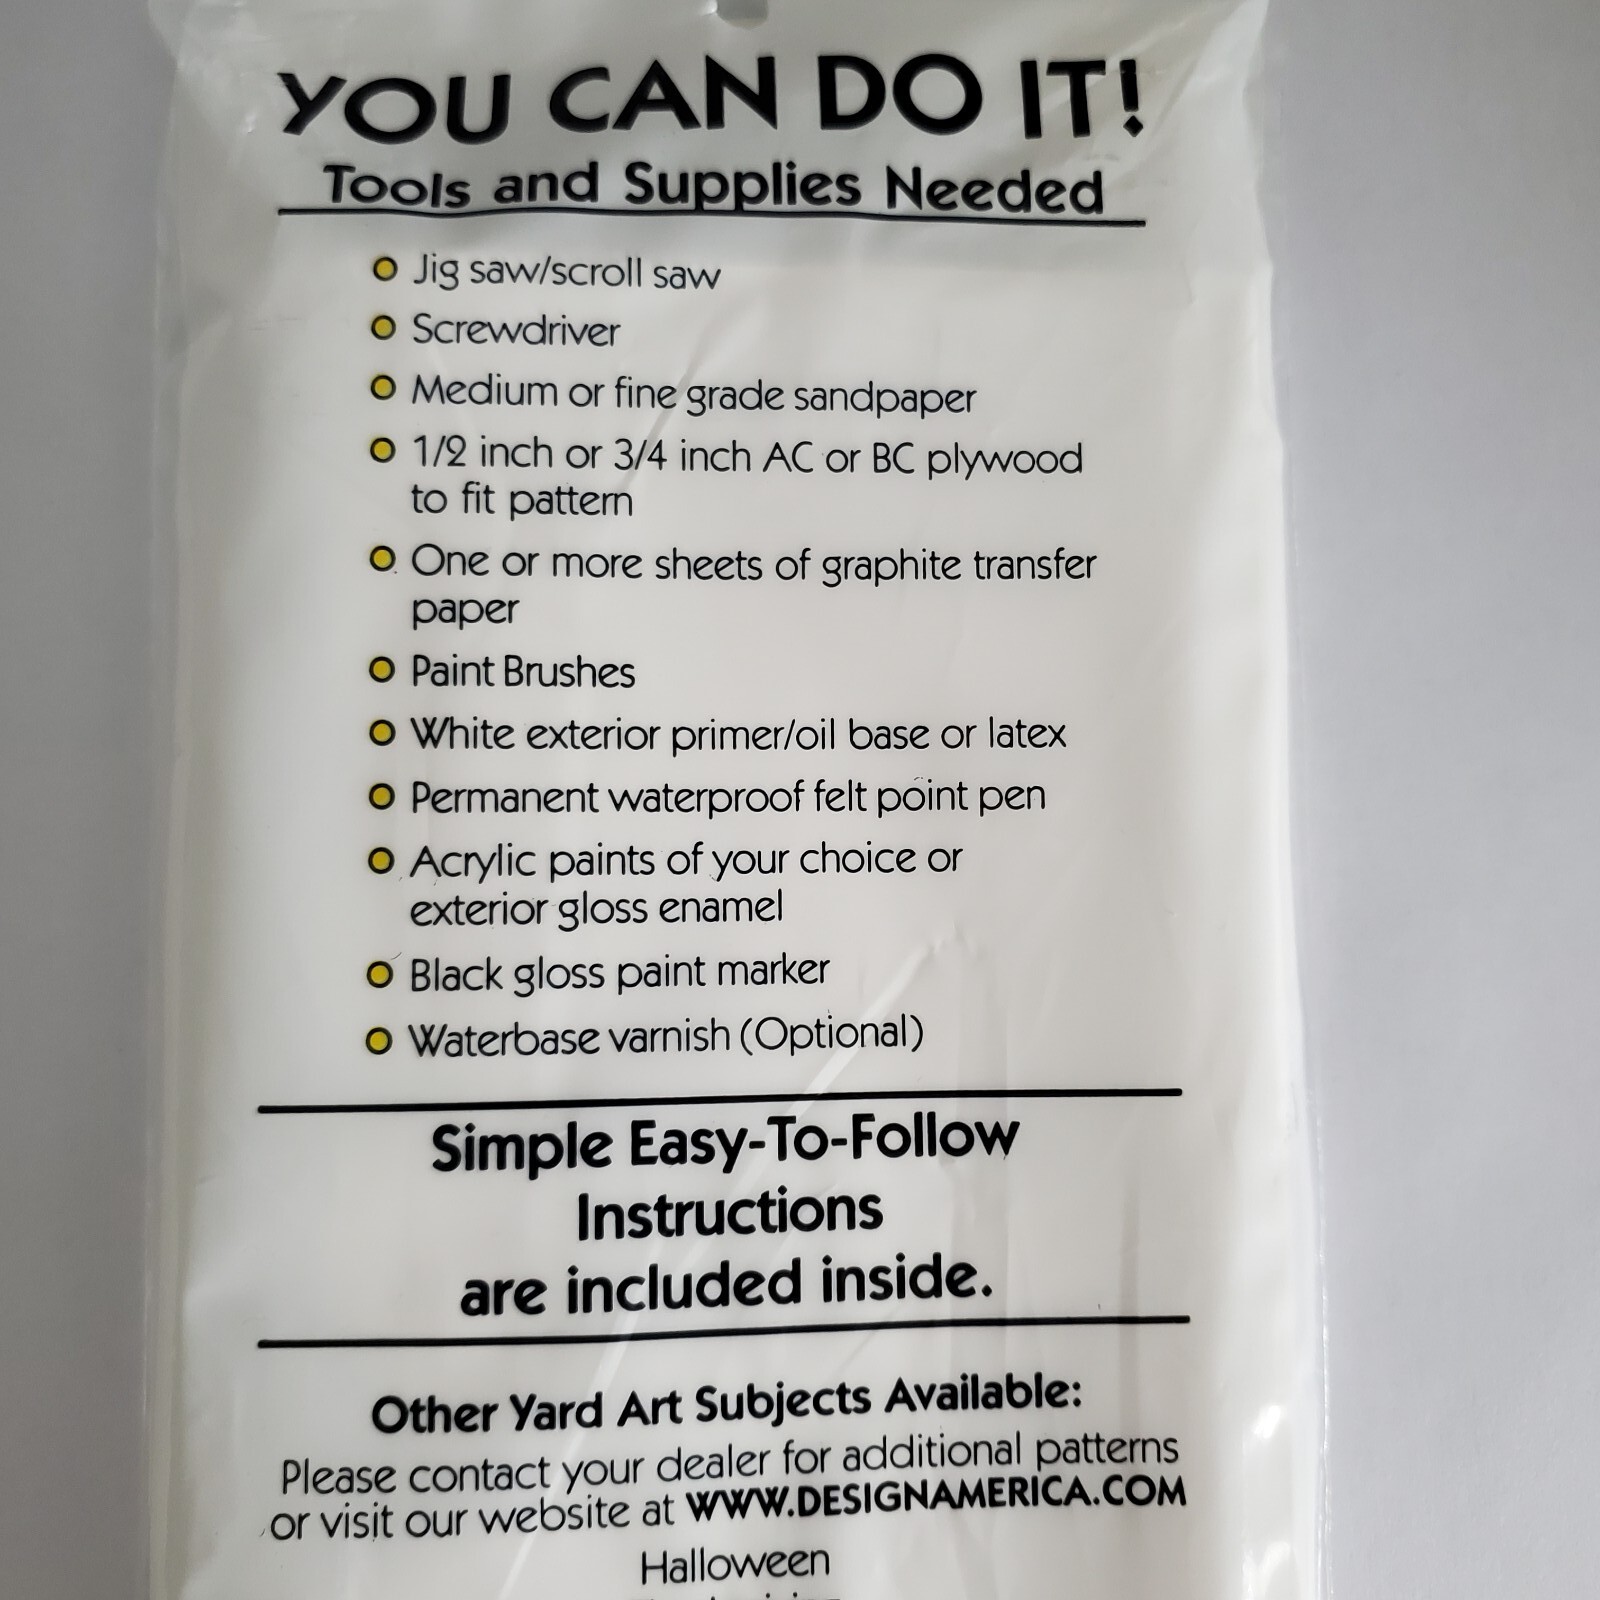 YOU CAN DO IT!
Tools and Supplies Needed
Jig saw/scroll saw
Screwdriver
Medium or fine grade sandpaper
1/2 inch or 3/4 inch AC or BC plywood
to fit pattern
One or more sheets of graphite transfer
paper
Paint Brushes
White exterior primer/oil base or latex
Permanent waterproof felt point pen
Acrylic paints of your choice or
exterior gloss enamel
Black gloss paint marker
Waterbase varnish (Optional)
Simple Easy-To-Follow
Instructions
are included inside.
Other Yard Art Subjects Available:
Please contact your dealer for additional patterns
or visit our website at WWW.DESIGNAMERICA.COM
Halloween